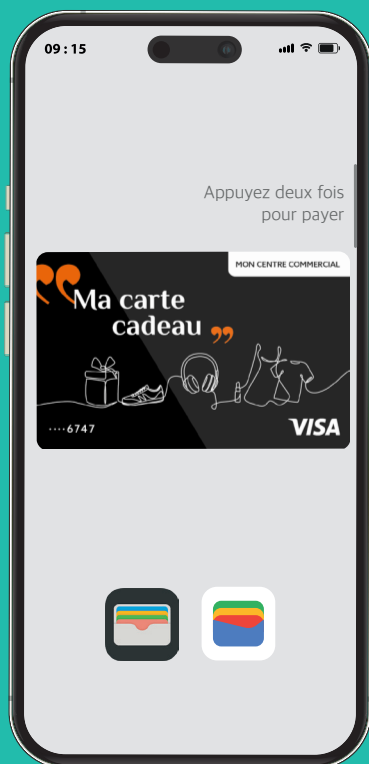 09:15
Appuyez deux fois
pour payer
MON CENTRE COMMERCIAL
“Ma carte
cadeau”
····6747
VISA